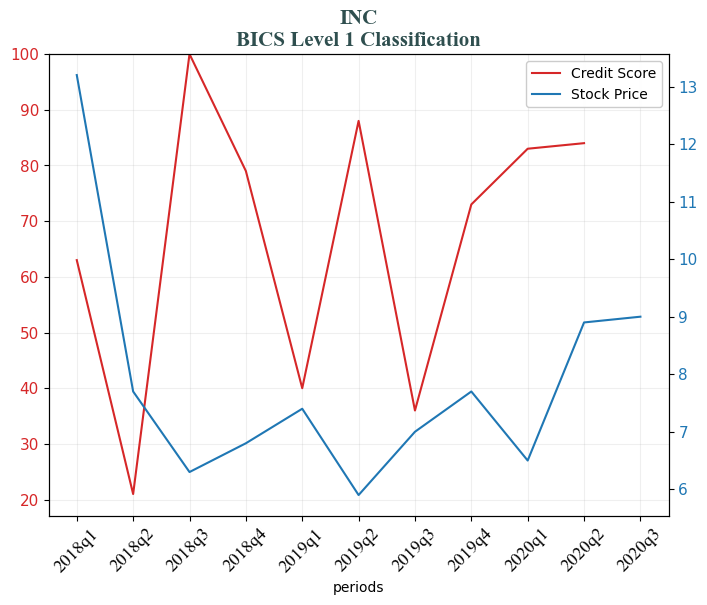 INC
BICS Level 1 Classification
Credit Score
Stock Price
100
90
80
70
60
50
40
30
20
13
12
11
10
9
8
7
6
2018q1
2018q2
2018q3
2018q4
2019q1
2019q2
2019q3
2019q4
2020q1
2020q2
2020q3
periods